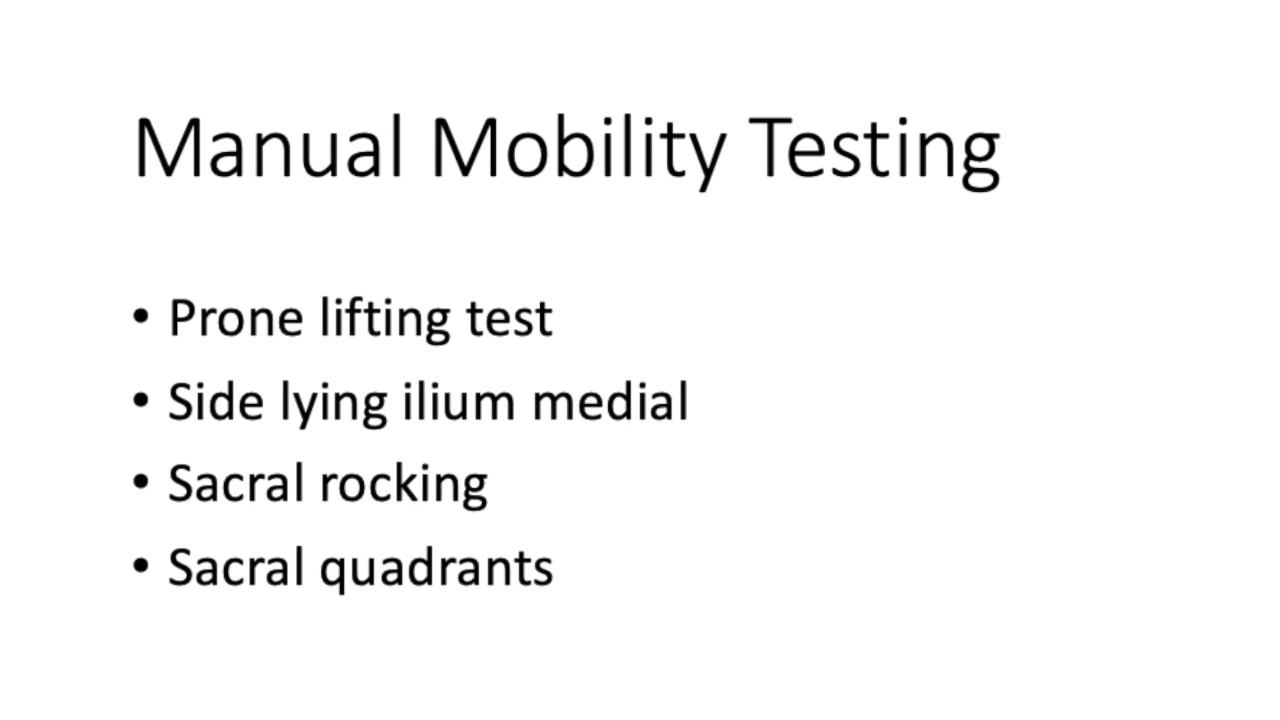 Manual Mobility Testing
• Prone lifting test
• Side lying ilium medial
• Sacral rocking
• Sacral quadrants